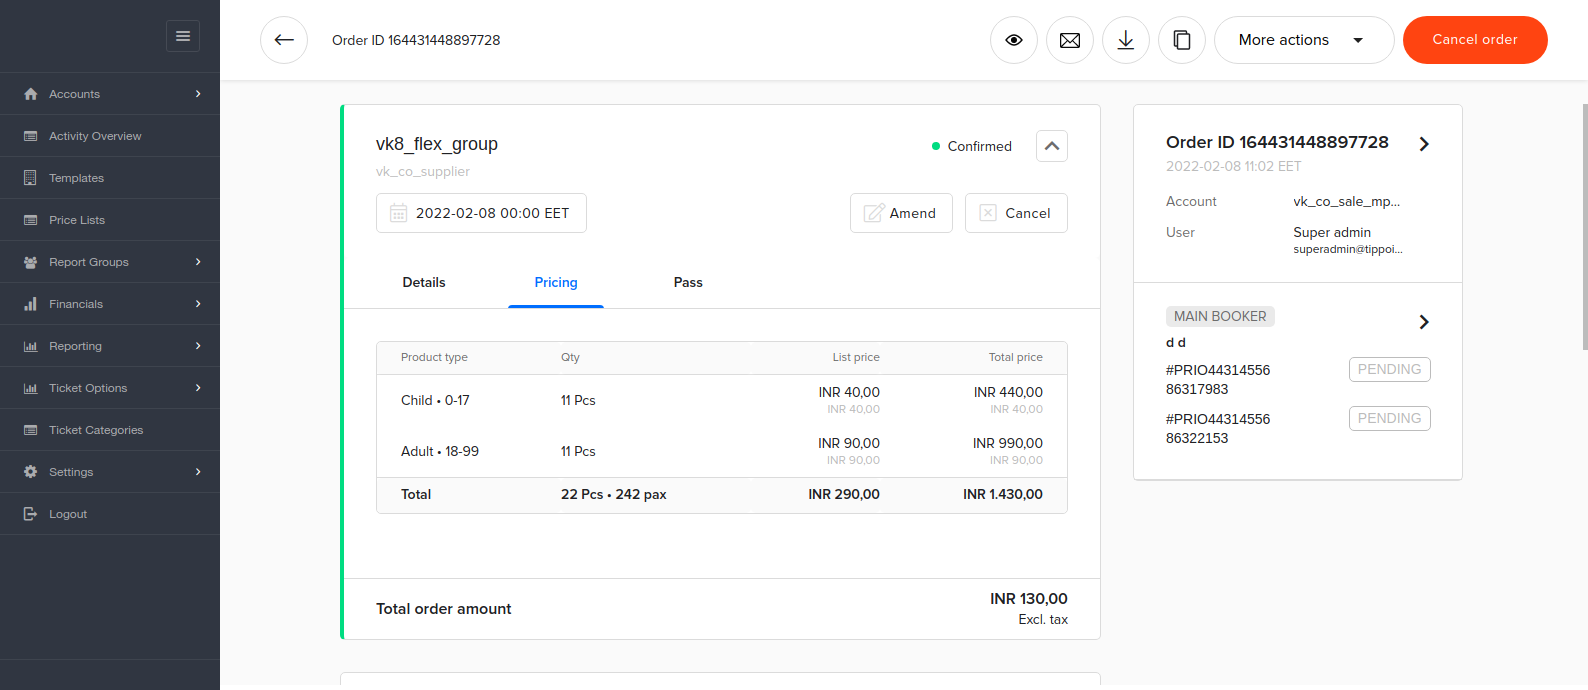 Order ID 164431448897728
More actions
Cancel order
Accounts
Activity Overview
Templates
Price Lists
Report Groups
Financials
Reporting
Ticket Options
Ticket Categories
Settings
Logout
vk8_flex_group
Confirmed
vk_co_supplier
2022-02-08 00:00 EET
Amend
Cancel
Details
Pricing
Pass
Product type Qty List price Total price
Child • 0-17 11 Pcs INR 40,00 INR 440,00
INR 40,00 INR 40,00
Adult • 18-99 11 Pcs INR 90,00 INR 990,00
INR 90,00 INR 90,00
Total 22 Pcs • 242 pax INR 290,00 INR 1.430,00
Total order amount INR 130,00
Excl. tax
Order ID 164431448897728
2022-02-08 11:02 EET
Account vk_co_sale_mp...
User Super admin
superadmin@tippoi...
MAIN BOOKER
d d
#PRIO44314556 PENDING
86317983
#PRIO44314556 PENDING
86322153